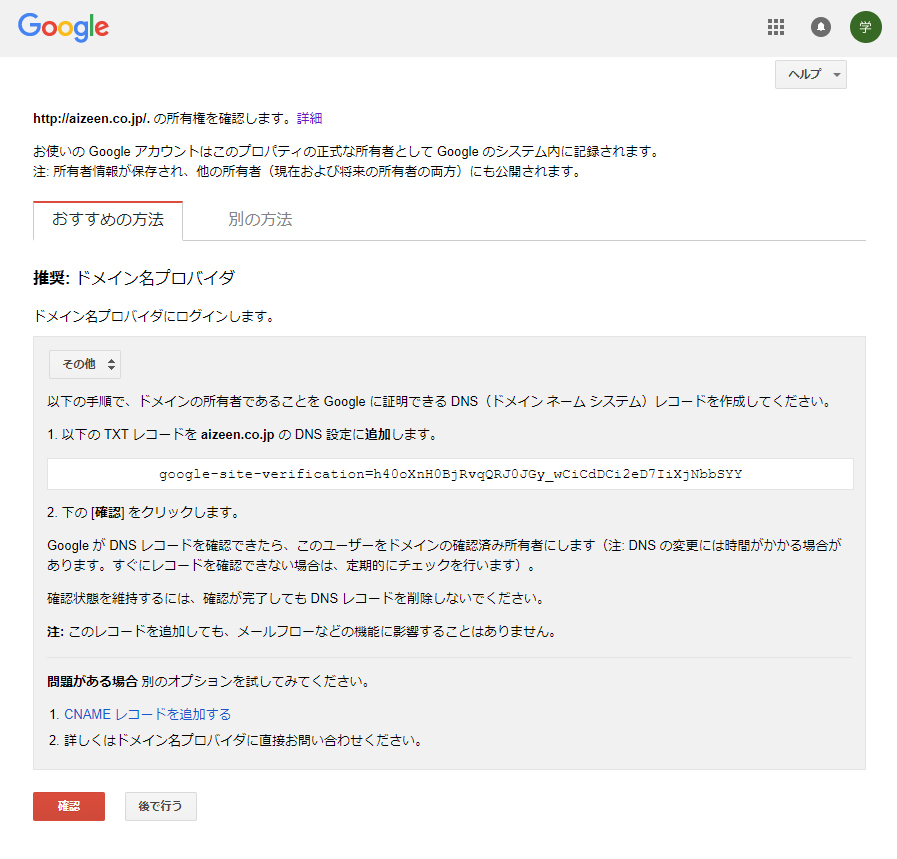 Google
学
ヘルプ
http://aizeen.co.jp/. の所有権を確認します。詳細
お使いの Google アカウントはこのプロパティの正式な所有者として Google のシステム内に記録されます。
注: 所有者情報が保存され、他の所有者（現在および将来の所有者の両方）にも公開されます。
おすすめの方法 別の方法
推奨: ドメイン名プロバイダ
ドメイン名プロバイダにログインします。
その他
以下の手順で、ドメインの所有者であることを Google に証明できる DNS（ドメイン ネーム システム）レコードを作成してください。
1. 以下の TXT レコードを aizeen.co.jp の DNS 設定に追加します。
google-site-verification=h40oXnH0BjRvqQRJ0JGy_wCiCdDCi2eD7IiXjNbbSYY
2. 下の [確認] をクリックします。
Google が DNS レコードを確認できたら、このユーザーをドメインの確認済み所有者にします（注: DNS の変更には時間がかかる場合が
あります。すぐにレコードを確認できない場合は、定期的にチェックを行います）。
確認状態を維持するには、確認が完了しても DNS レコードを削除しないでください。
注: このレコードを追加しても、メールフローなどの機能に影響することはありません。
問題がある場合 別のオプションを試してみてください。
1. CNAME レコードを追加する
2. 詳しくはドメイン名プロバイダに直接お問い合わせください。
確認 後で行う